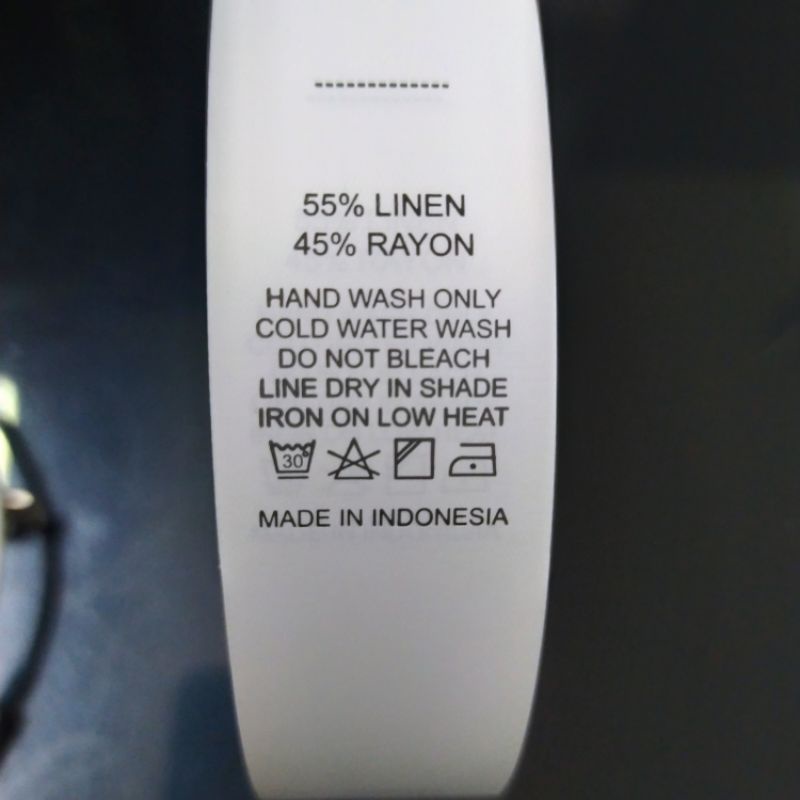 -------------
55% LINEN
45% RAYON
HAND WASH ONLY
COLD WATER WASH
DO NOT BLEACH
LINE DRY IN SHADE
IRON ON LOW HEAT
30°
MADE IN INDONESIA